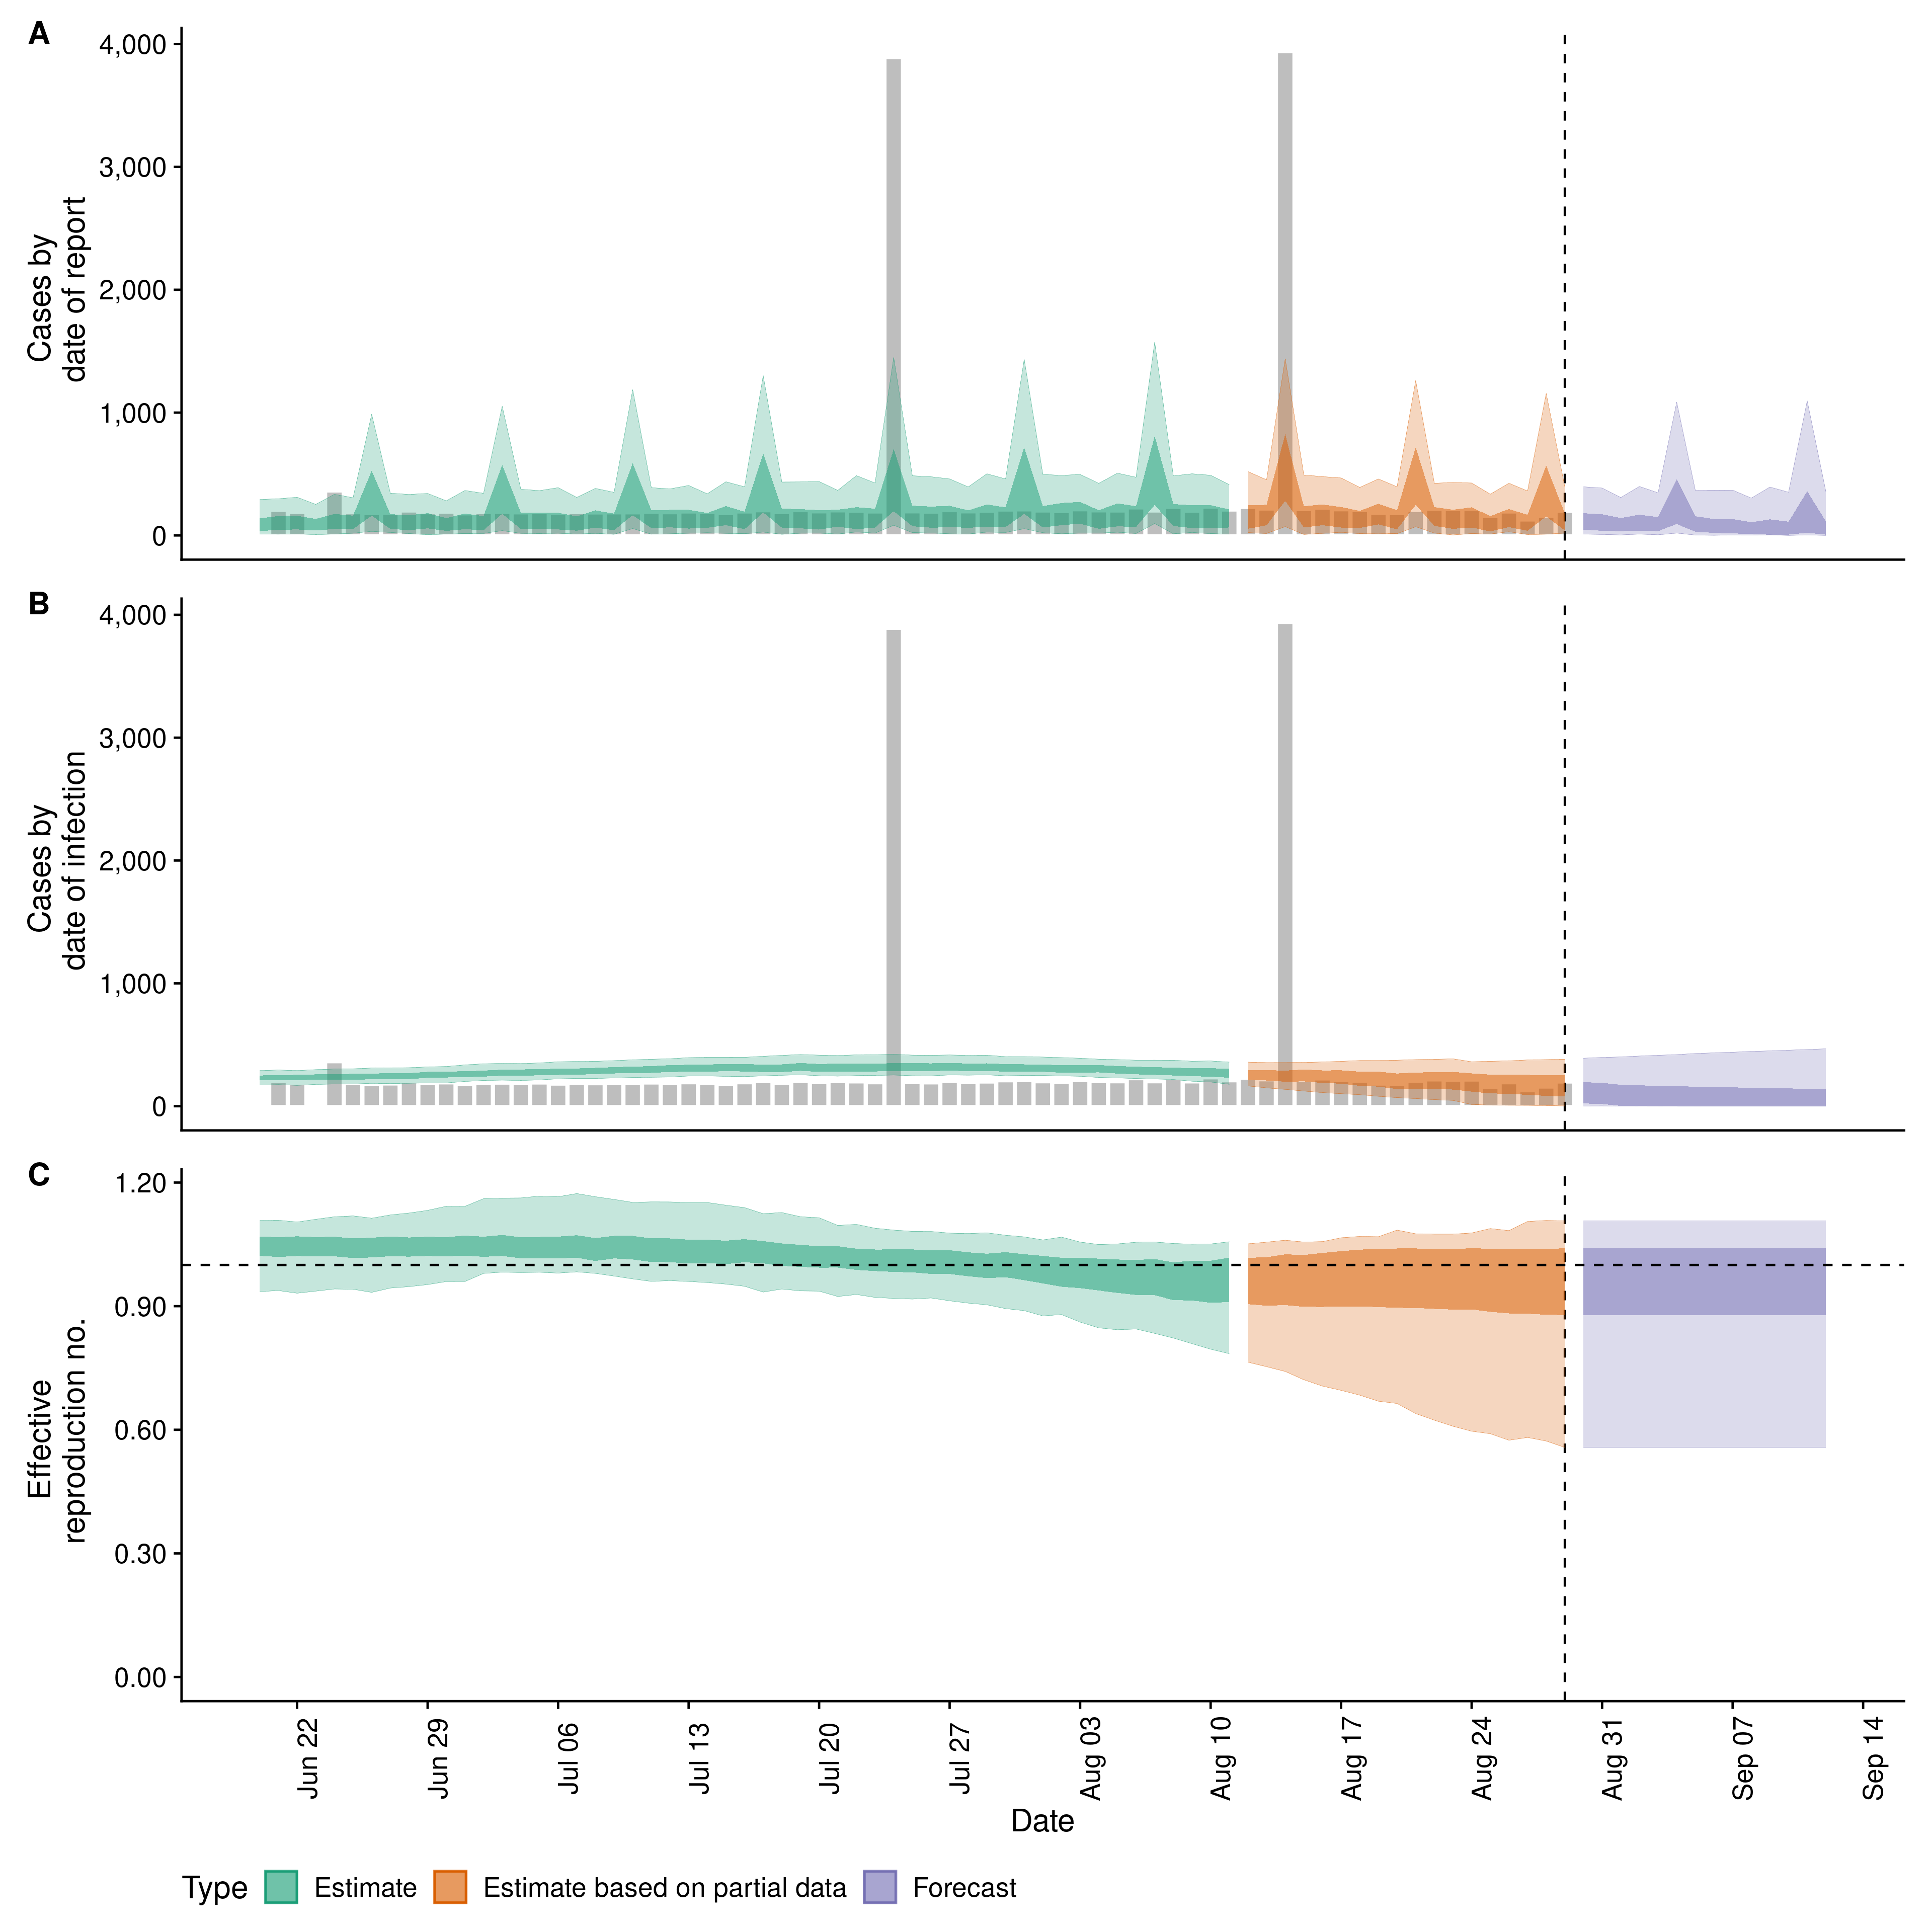 A
Cases by
date of report
4,000
3,000
2,000
1,000
0
B
Cases by
date of infection
4,000
3,000
2,000
1,000
0
C
Effective
reproduction no.
1.20
0.90
0.60
0.30
0.00
Jun 22
Jun 29
Jul 06
Jul 13
Jul 20
Jul 27
Aug 03
Aug 10
Aug 17
Aug 24
Aug 31
Sep 07
Sep 14
Date
Type Estimate Estimate based on partial data Forecast